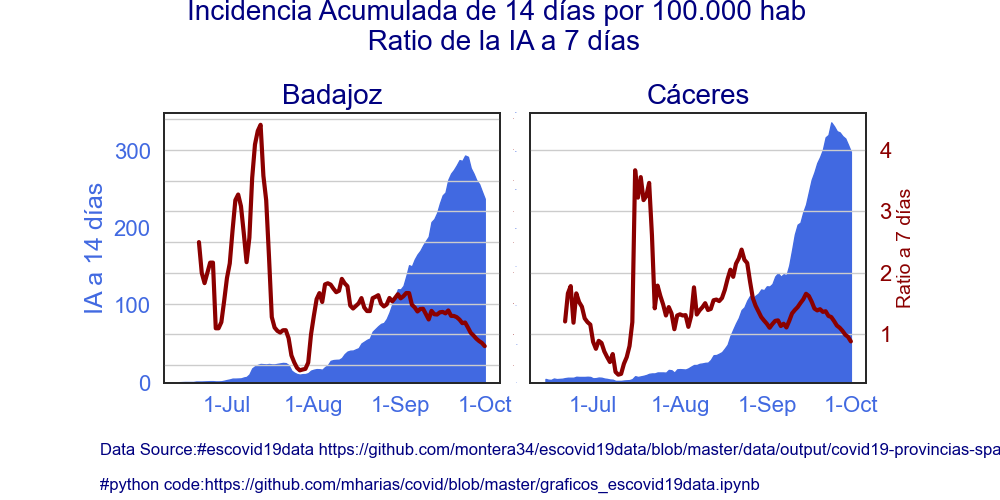 Incidencia Acumulada de 14 días por 100.000 hab
Ratio de la IA a 7 días
Badajoz
Cáceres
IA a 14 días
300
200
100
0
1-Jul 1-Aug 1-Sep 1-Oct
1-Jul 1-Aug 1-Sep 1-Oct
4
3
2
1
Ratio a 7 días
Data Source:#escovid19data https://github.com/montera34/escovid19data/blob/master/data/output/covid19-provincias-spa
#python code:https://github.com/mharias/covid/blob/master/graficos_escovid19data.ipynb